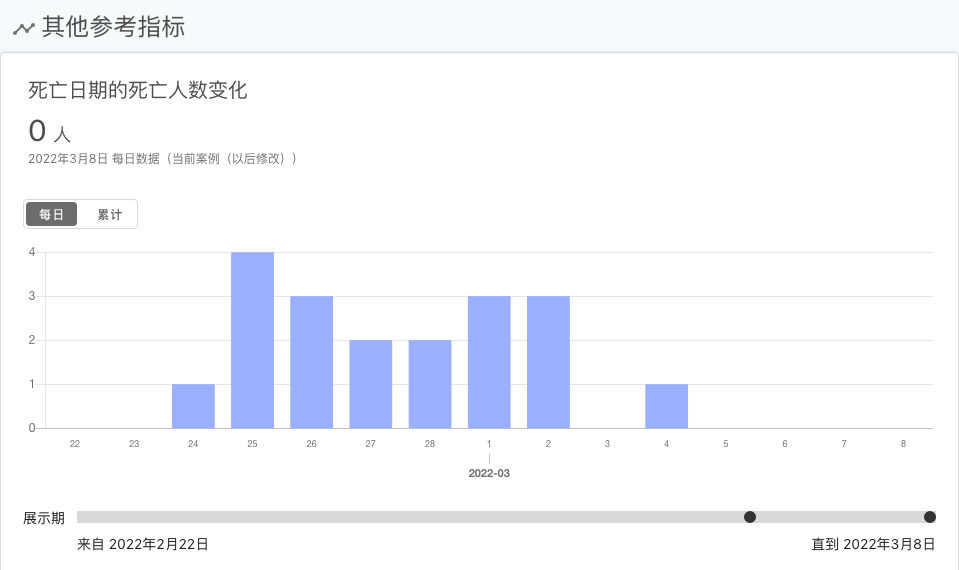 其他参考指标
死亡日期的死亡人数变化
0 人
2022年3月8日 每日数据（当前案例（以后修改））
每日 累计
4
3
2
1
0
22 23 24 25 26 27 28 1 2 3 4 5 6 7 8
2022-03
展示期
来自 2022年2月22日 直到 2022年3月8日